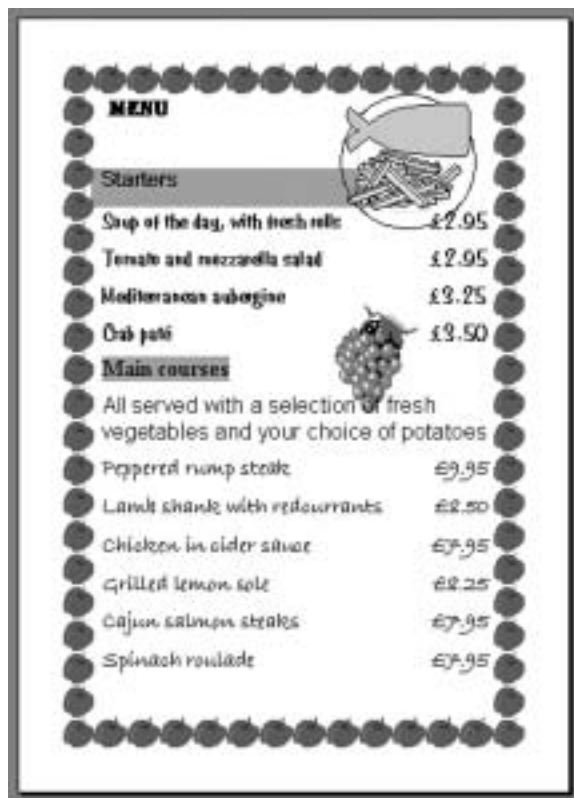 MENU
Starters
Soup of the day, with fresh rolls £2.95
Tomato and mozzarella salad £2.95
Mediterranean aubergine £3.25
Crab paté £3.50
Main courses
All served with a selection of fresh
vegetables and your choice of potatoes
Peppered rump steak £9.95
Lamb shank with redcurrants £8.50
Chicken in cider sauce £7.95
Grilled lemon sole £8.25
Cajun salmon steaks £7.95
Spinach roulade £7.95